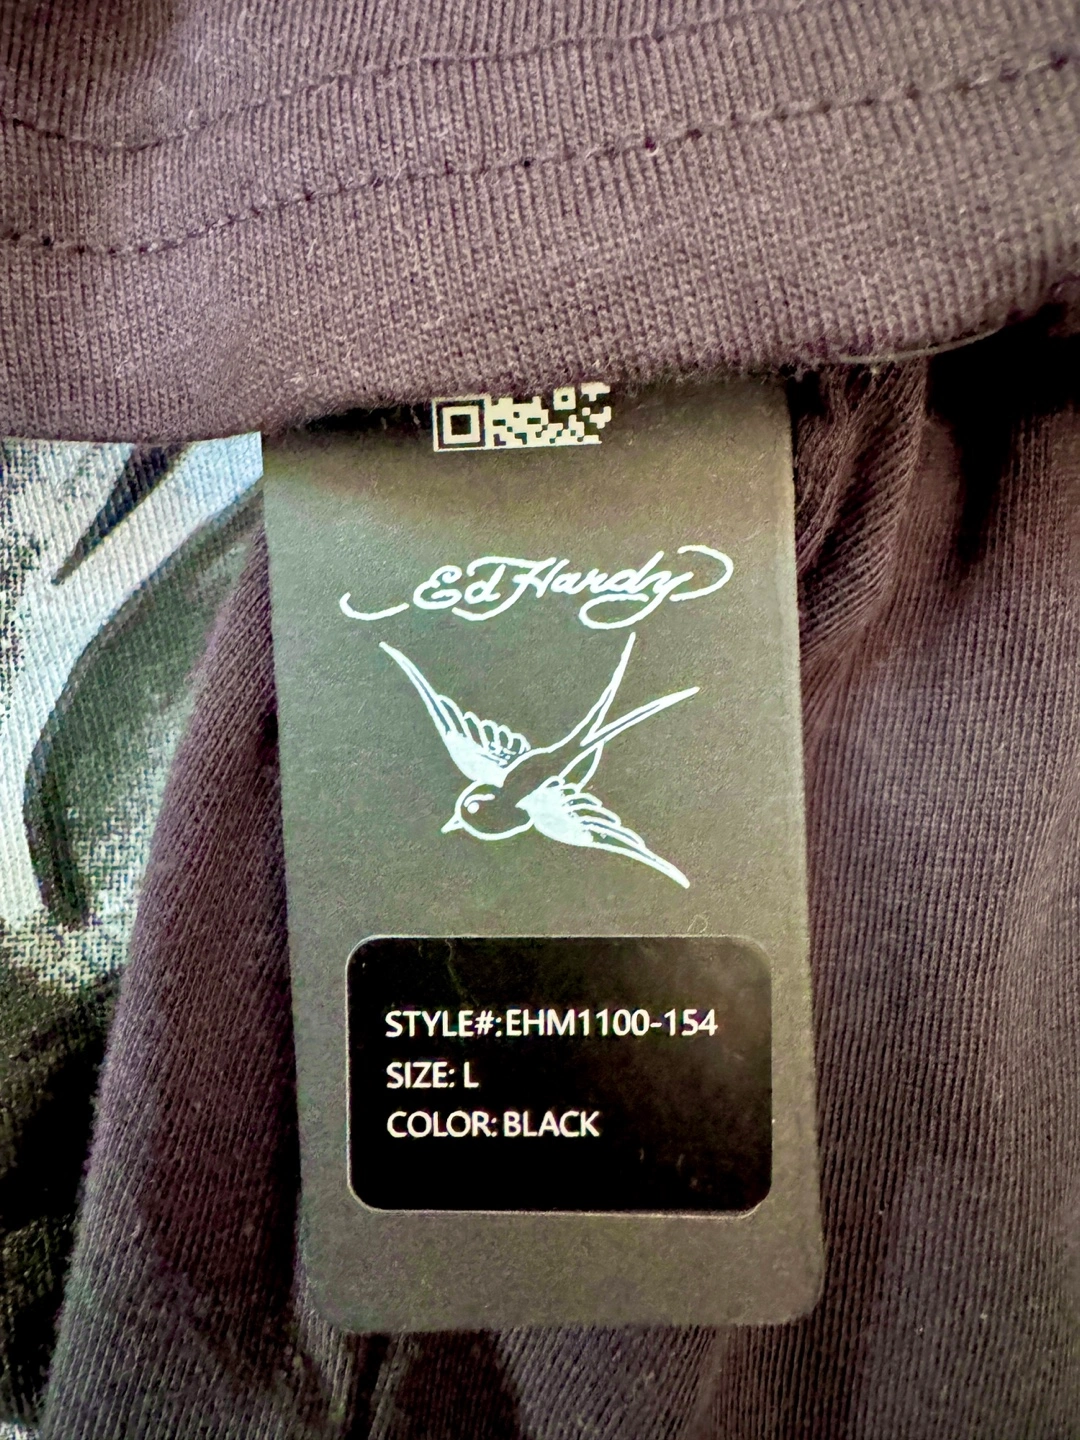 Ed Hardy
STYLE#:EHM1100-154
SIZE: L
COLOR: BLACK